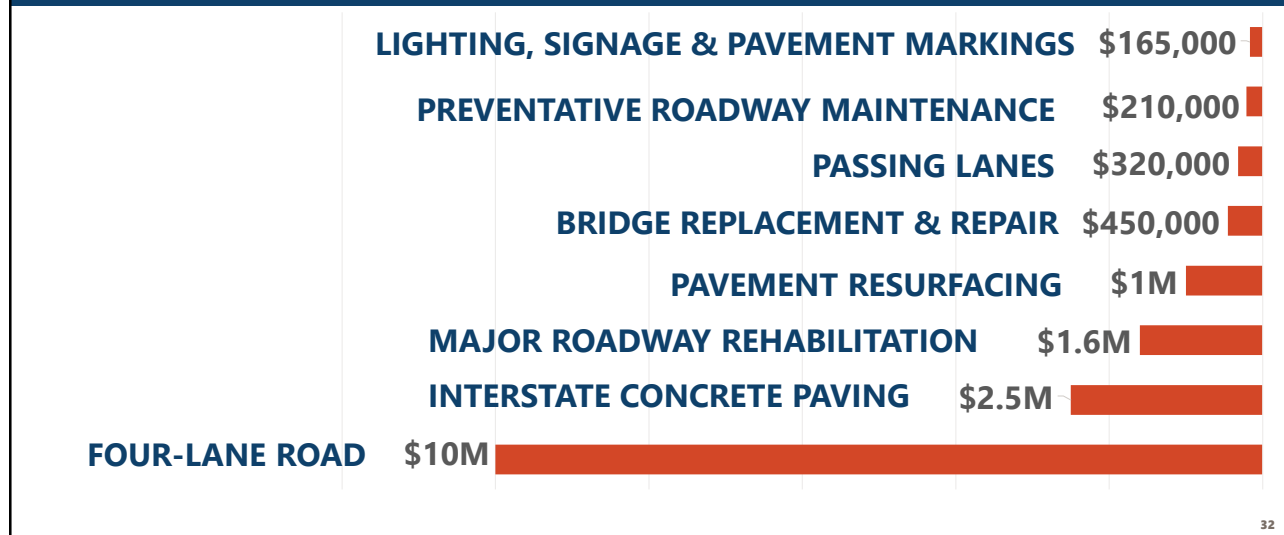 LIGHTING, SIGNAGE & PAVEMENT MARKINGS $165,000
PREVENTATIVE ROADWAY MAINTENANCE $210,000
PASSING LANES $320,000
BRIDGE REPLACEMENT & REPAIR $450,000
PAVEMENT RESURFACING $1M
MAJOR ROADWAY REHABILITATION $1.6M
INTERSTATE CONCRETE PAVING $2.5M
FOUR-LANE ROAD $10M
32